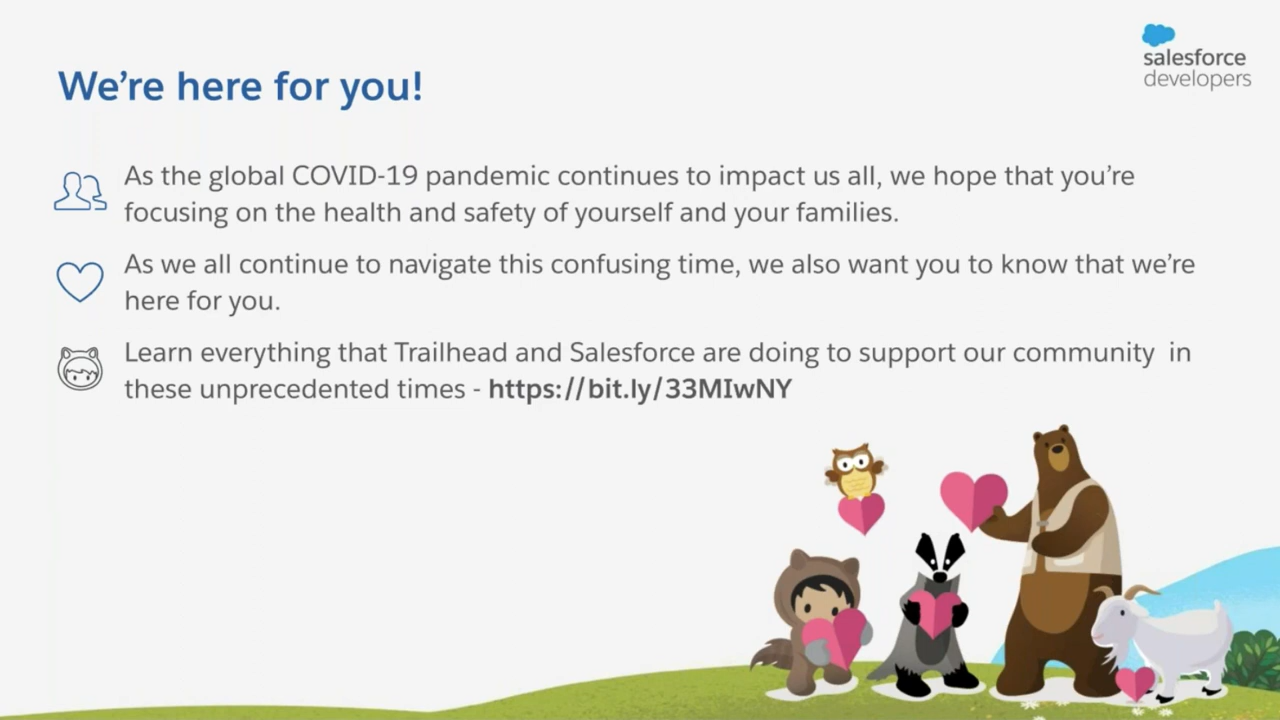 salesforce
developers
We're here for you!
As the global COVID-19 pandemic continues to impact us all, we hope that you're
focusing on the health and safety of yourself and your families.
As we all continue to navigate this confusing time, we also want you to know that we're
here for you.
Learn everything that Trailhead and Salesforce are doing to support our community in
these unprecedented times - https://bit.ly/33MIwNY